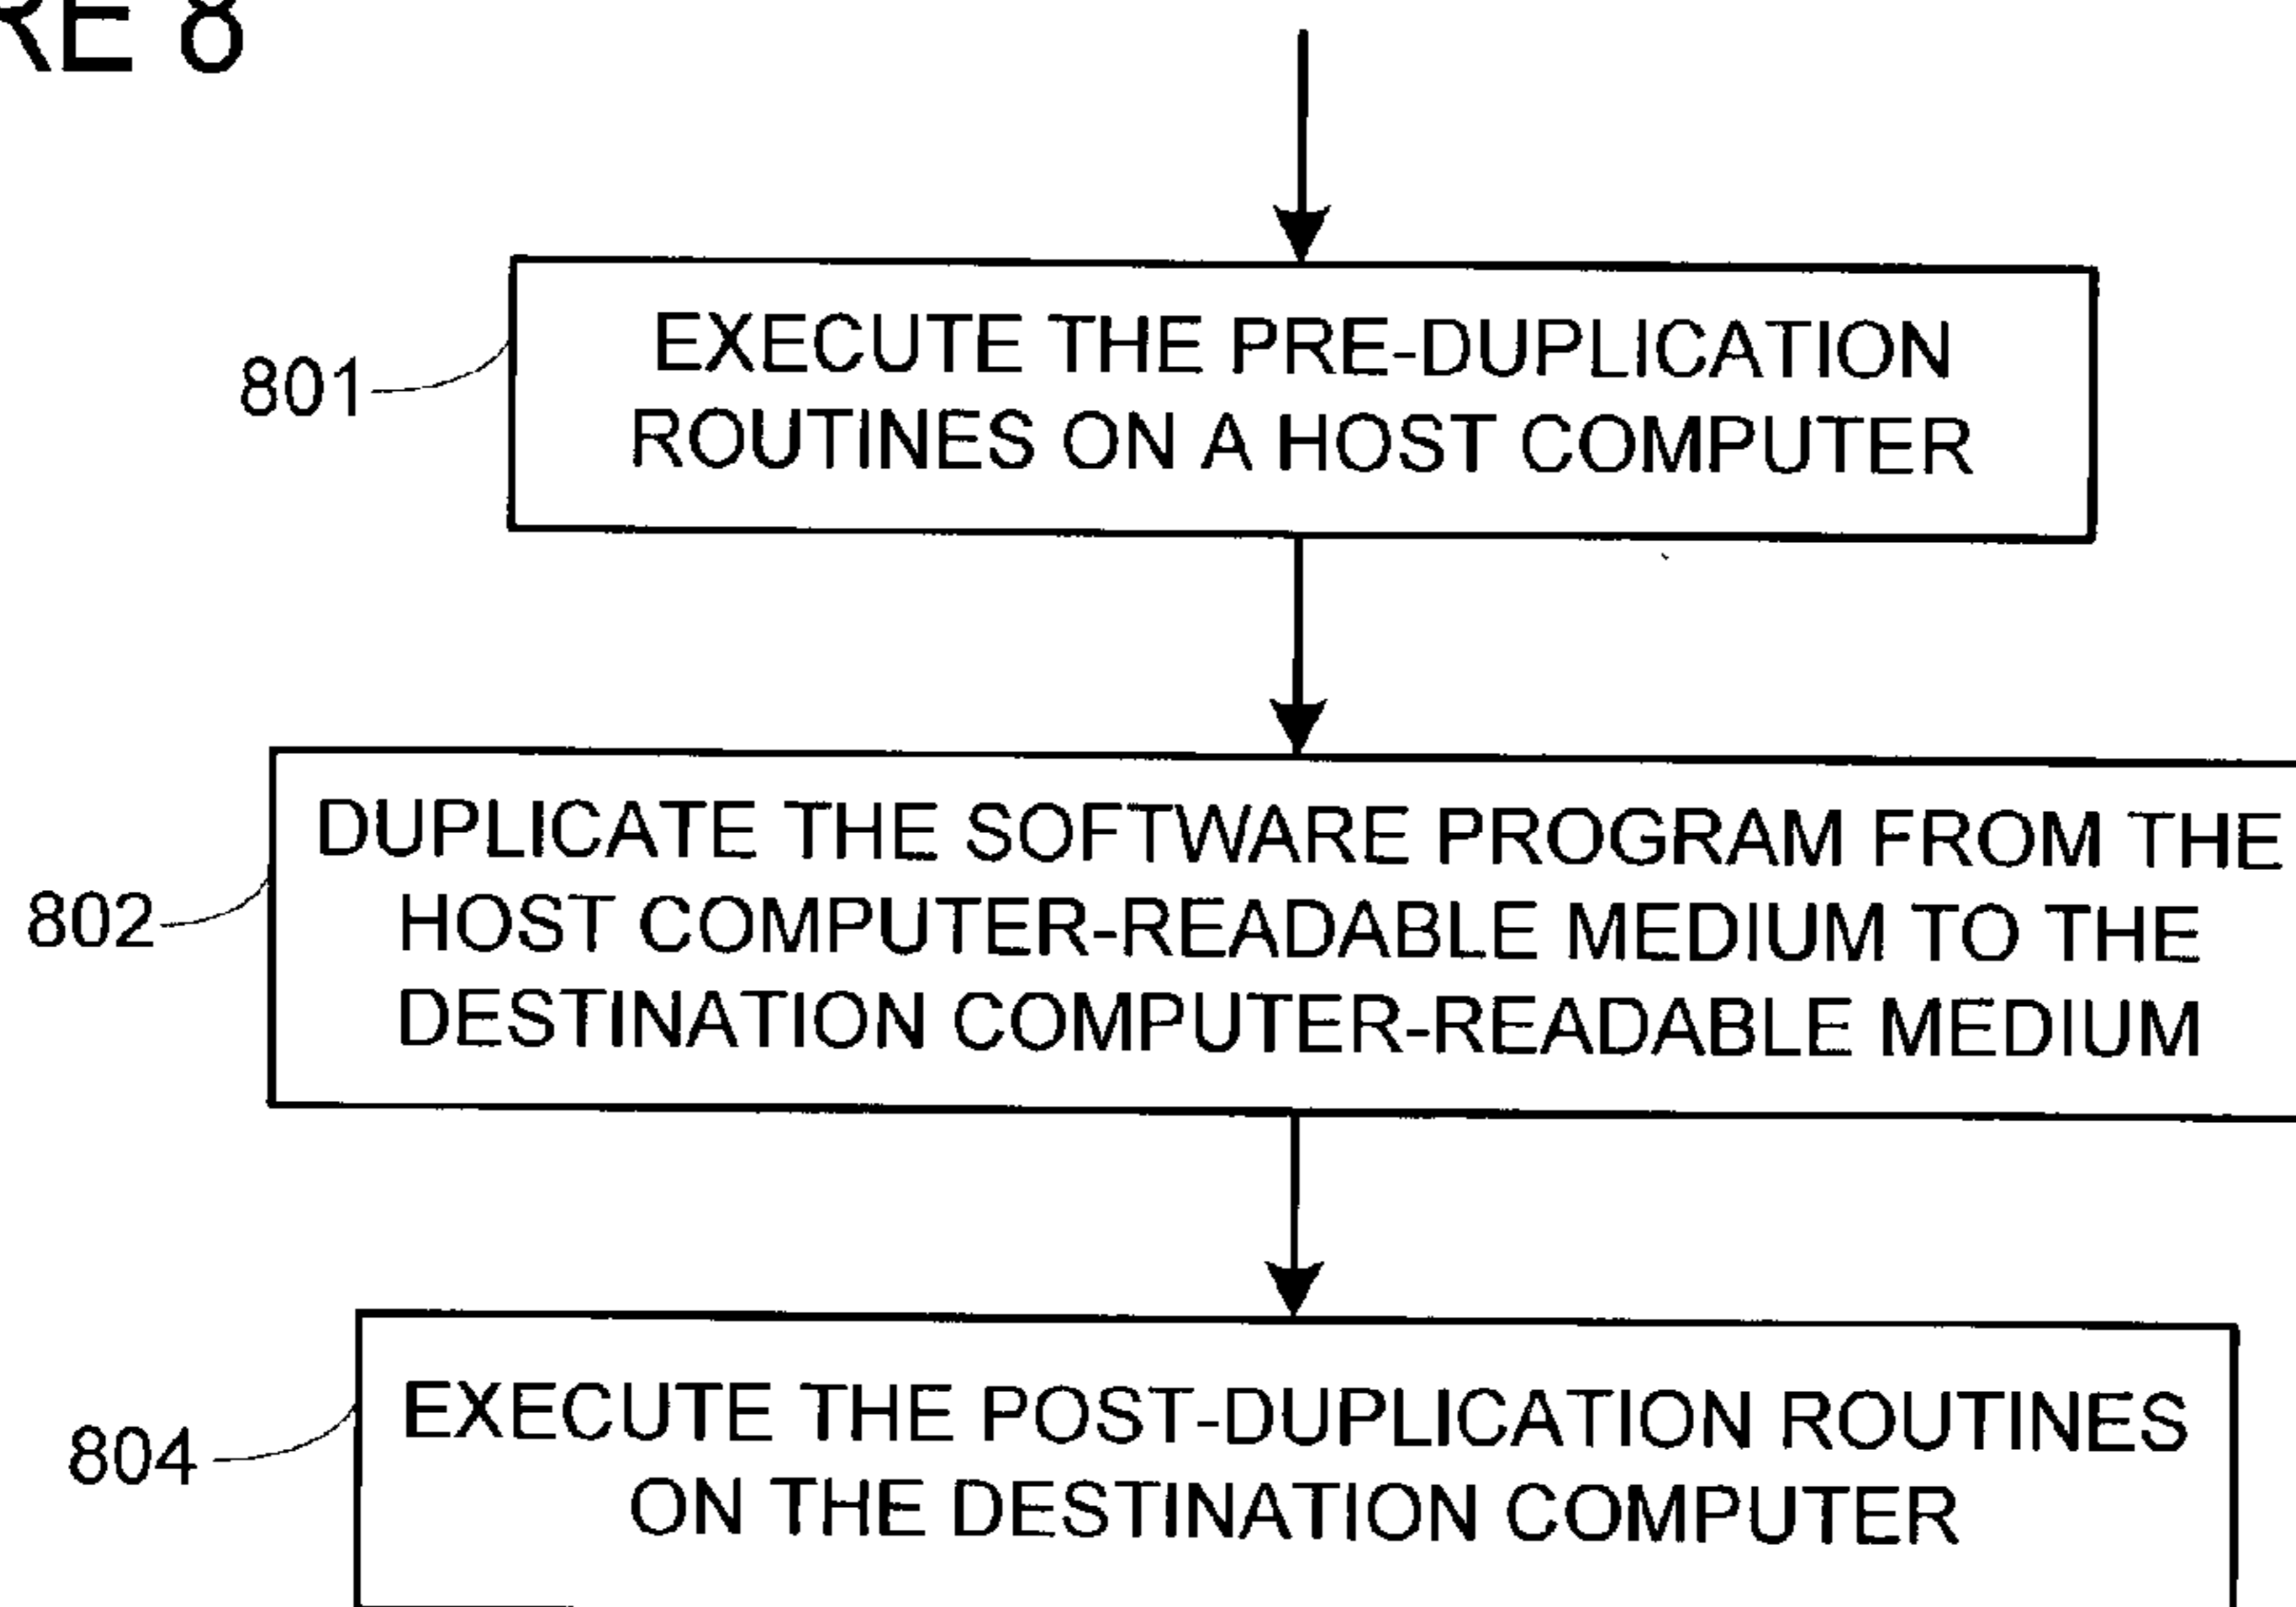 RE 8
EXECUTE THE PRE-DUPLICATION
ROUTINES ON A HOST COMPUTER
801
DUPLICATE THE SOFTWARE PROGRAM FROM THE
HOST COMPUTER-READABLE MEDIUM TO THE
DESTINATION COMPUTER-READABLE MEDIUM
802
EXECUTE THE POST-DUPLICATION ROUTINES
ON THE DESTINATION COMPUTER
804